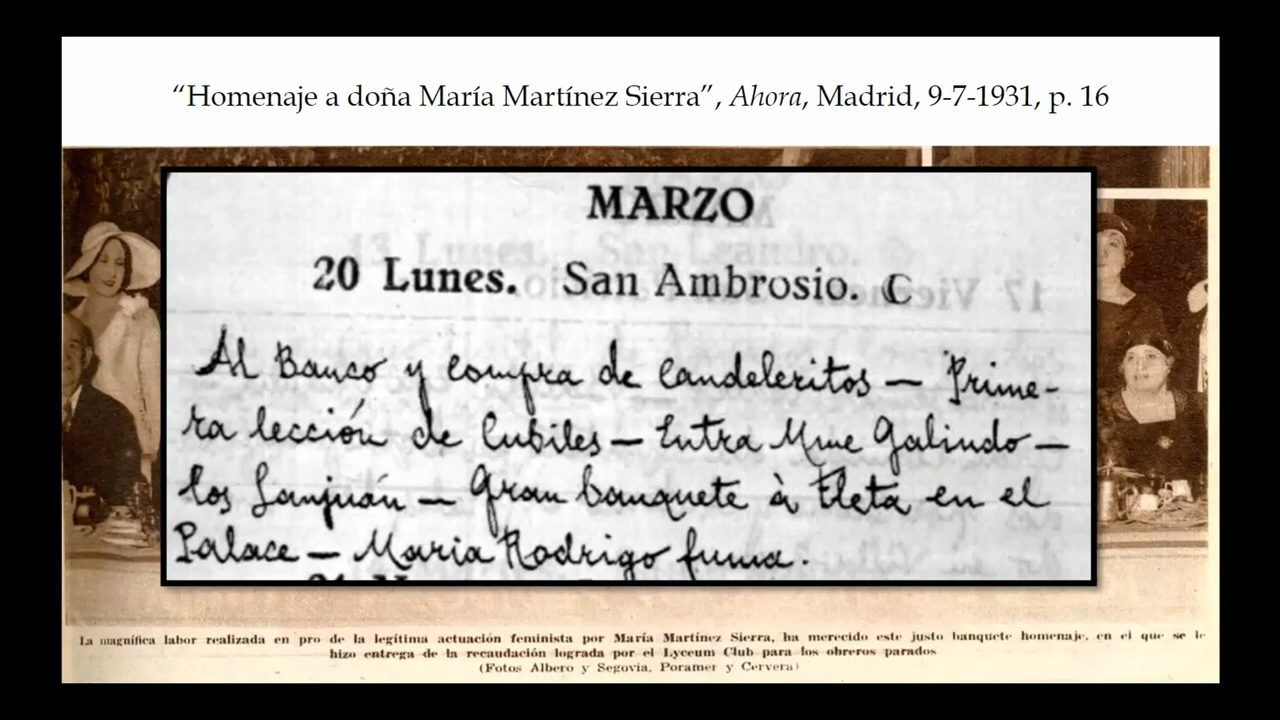 “Homenaje a doña María Martínez Sierra”, Ahora, Madrid, 9-7-1931, p. 16
MARZO
20 Lunes. San Ambrosio. C
Al Banco y compra de Candeleritos — Prime-
ra lección de Cubiles — Entra Mme Galindo —
los Sanjuán — Gran banquete à Fleta en el
Palace — Maria Rodrigo fuma.
La magnífica labor realizada en pro de la legítima actuación feminista por María Martínez Sierra, ha merecido este justo banquete homenaje, en el que se le
hizo entrega de la recaudación lograda por el Lyceum Club para los obreros parados
(Fotos Albero y Segovia, Poramer y Cervera)